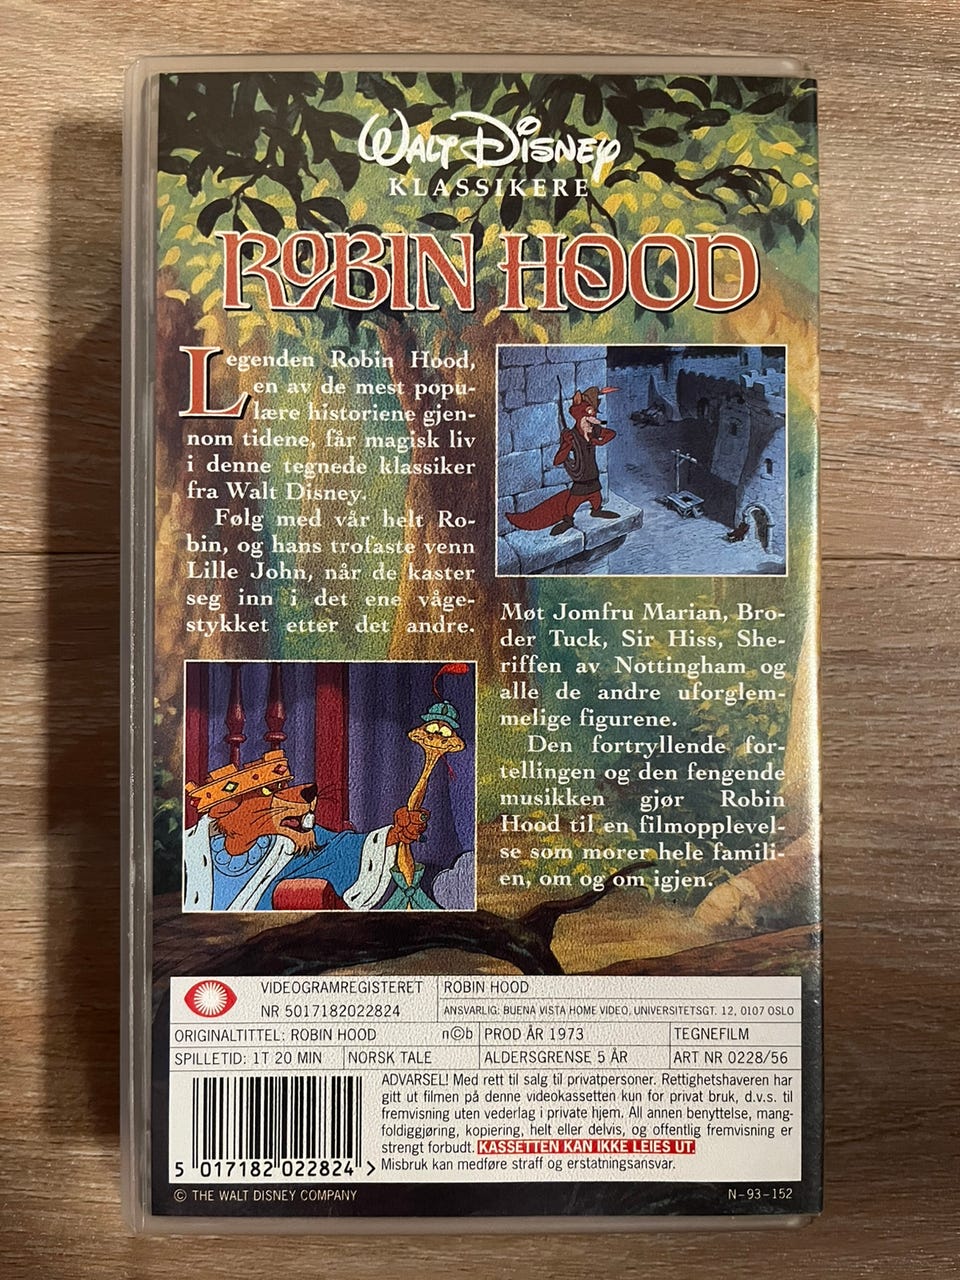 WALT DISNEY
KLASSIKERE
ROBIN HOOD
Legenden Robin Hood,
en av de mest popu-
lære historiene gjen-
nom tidene, får magisk liv
i denne tegnede klassiker
fra Walt Disney.
Følg med vår helt Ro-
bin, og hans trofaste venn
Lille John, når de kaster
seg inn i det ene våge-
stykket etter det andre.
Møt Jomfru Marian, Bro-
der Tuck, Sir Hiss, She-
riffen av Nottingham og
alle de andre uforglem-
melige figurene.
Den fortryllende for-
tellingen og den fengende
musikken gjør Robin
Hood til en filmopplevel-
se som morer hele famili-
en, om og om igjen.
VIDEOGRAMREGISTERET
NR 5017182022824
ROBIN HOOD
ANSVARLIG: BUENA VISTA HOME VIDEO, UNIVERSITETSGT. 12, 0107 OSLO
ORIGINALTITTEL: ROBIN HOOD n©b PROD ÅR 1973 TEGNEFILM
SPILLETID: 1T 20 MIN NORSK TALE ALDERSGRENSE 5 ÅR ART NR 0228/56
ADVARSEL! Med rett til salg til privatpersoner. Rettighetshaveren har
gitt ut filmen på denne videokassetten kun for privat bruk, d.v.s. til
fremvisning uten vederlag i private hjem. All annen benyttelse, mang-
foldiggjøring, kopiering, helt eller delvis, og offentlig fremvisning er
strengt forbudt. KASSETTEN KAN IKKE LEIES UT.
Misbruk kan medføre straff og erstatningsansvar.
5 017182 022824 >
© THE WALT DISNEY COMPANY
N-93-152